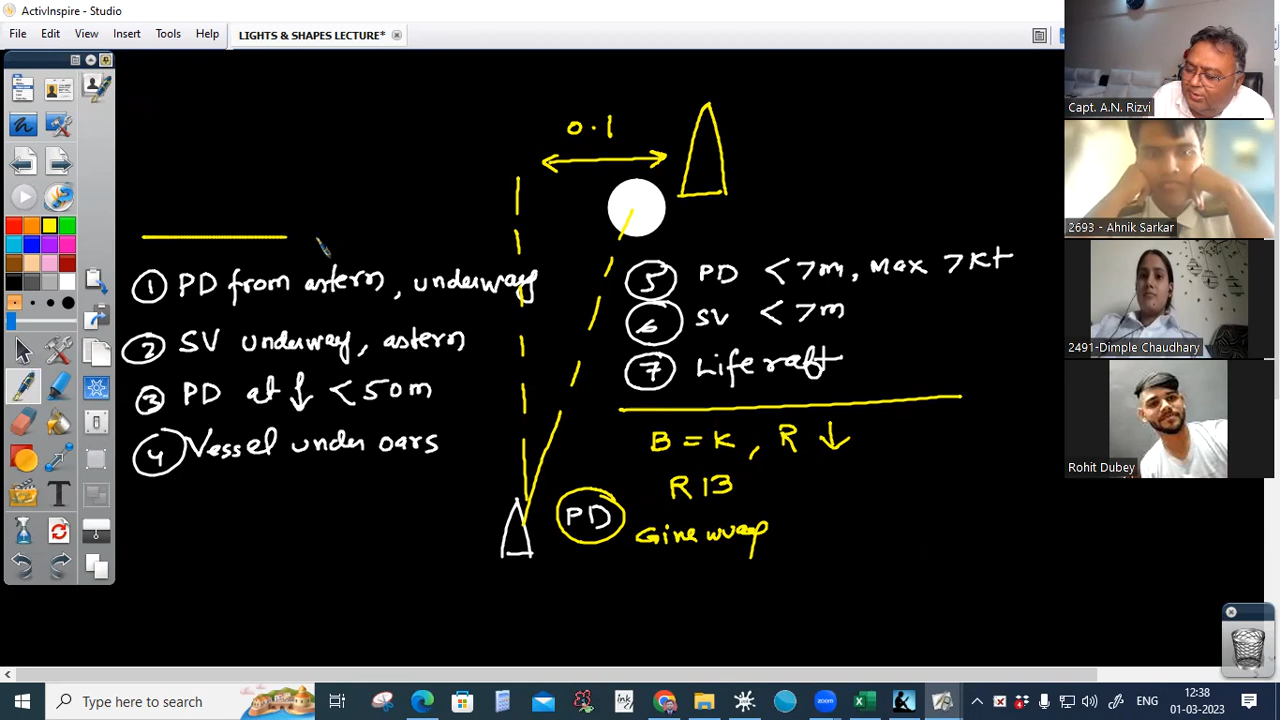 ActivInspire - Studio
File Edit View Insert Tools Help
LIGHTS & SHAPES LECTURE*
Capt. A.N. Rizvi
2693 - Ahnik Sarkar
2491-Dimple Chaudhary
Rohit Dubey
0.1
① PD from astern, underway
② SV underway, astern
③ PD at ↓ < 50m
④ Vessel under oars
⑤ PD < 7m, Max 7kt
⑥ SV < 7m
⑦ Life raft
B = K, R ↓
R 13
PD
Type here to search
ENG
12:38
01-03-2023